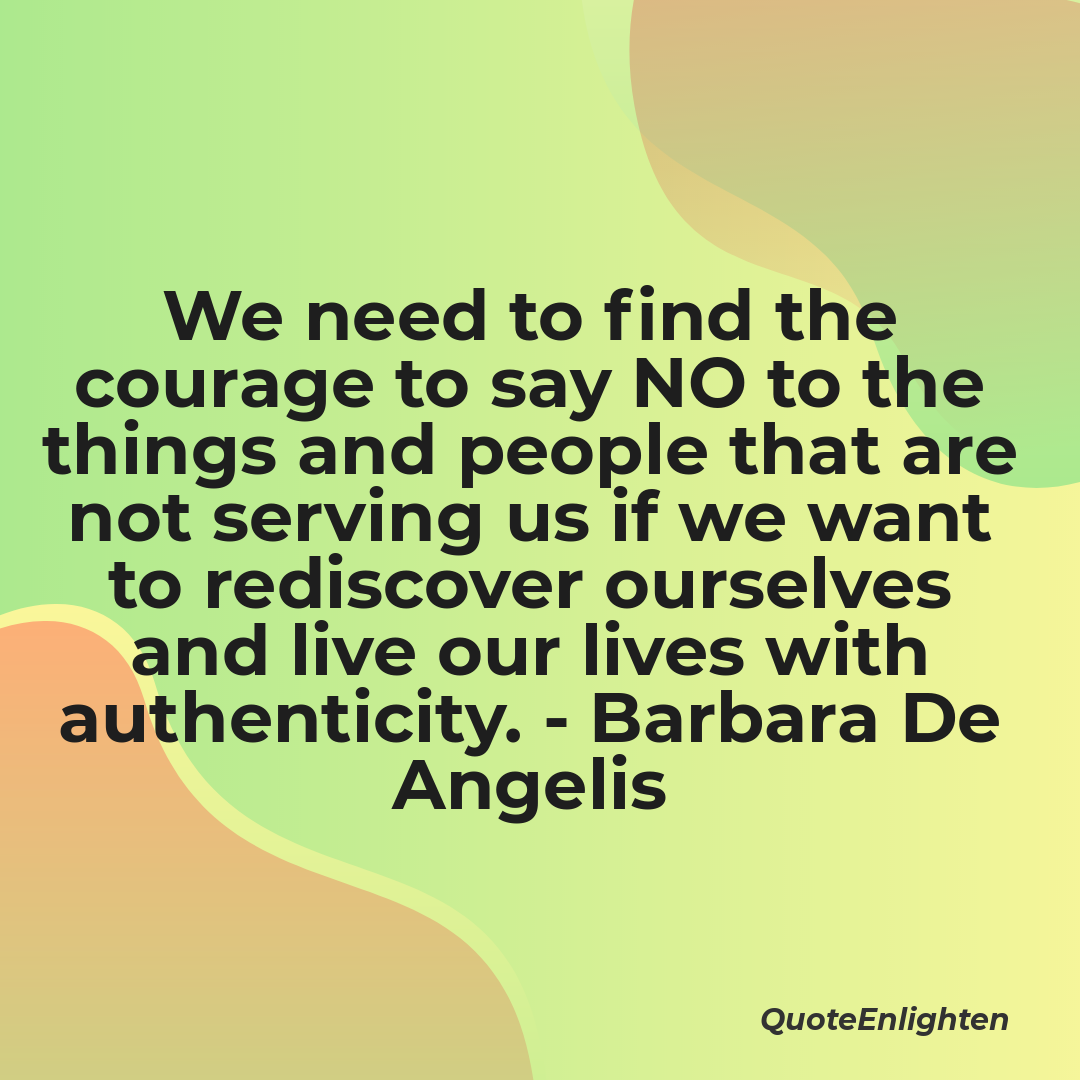 We need to find the
courage to say NO to the
things and people that are
not serving us if we want
to rediscover ourselves
and live our lives with
authenticity. - Barbara De
Angelis
QuoteEnlighten